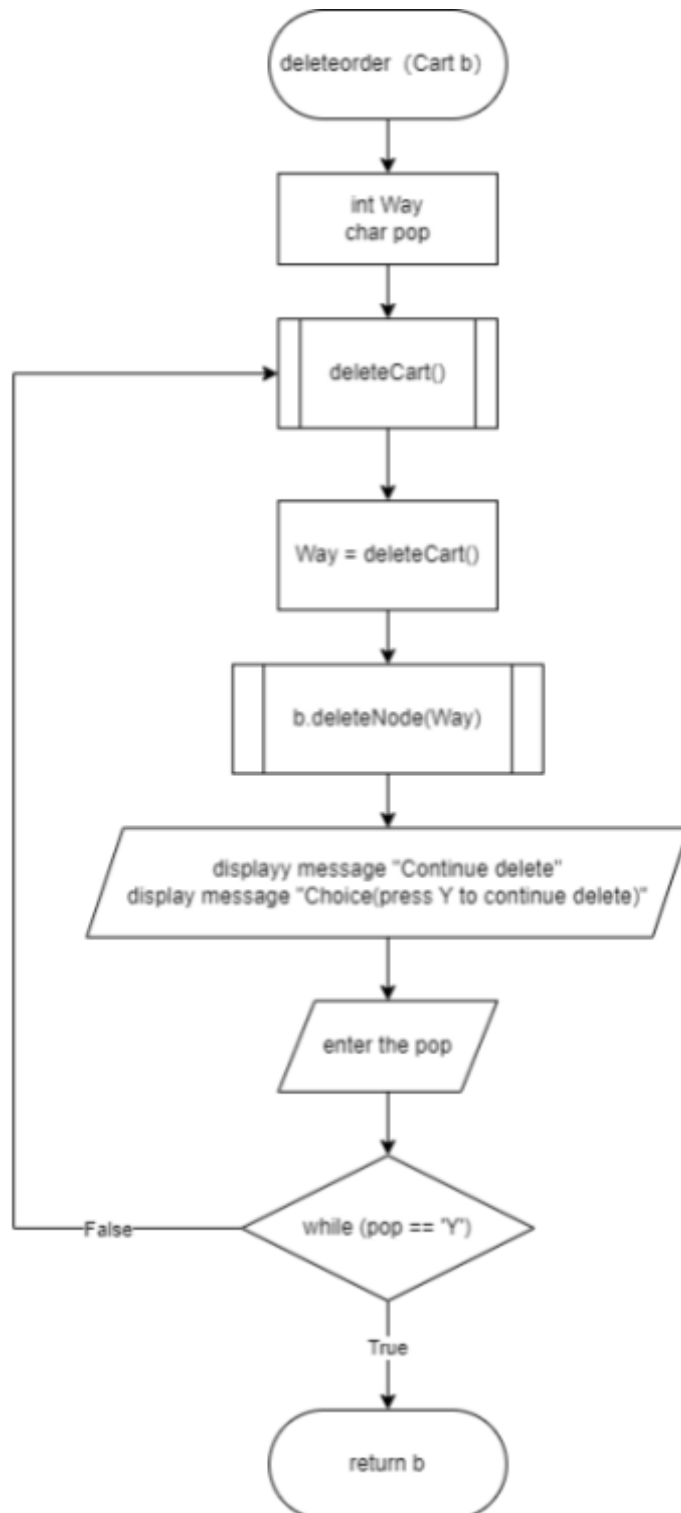 deleteorder (Cart b)
int Way
char pop
deleteCart()
Way = deleteCart()
b.deleteNode(Way)
displayy message "Continue delete"
display message "Choice(press Y to continue delete)"
enter the pop
while (pop == 'Y')
False
True
return b